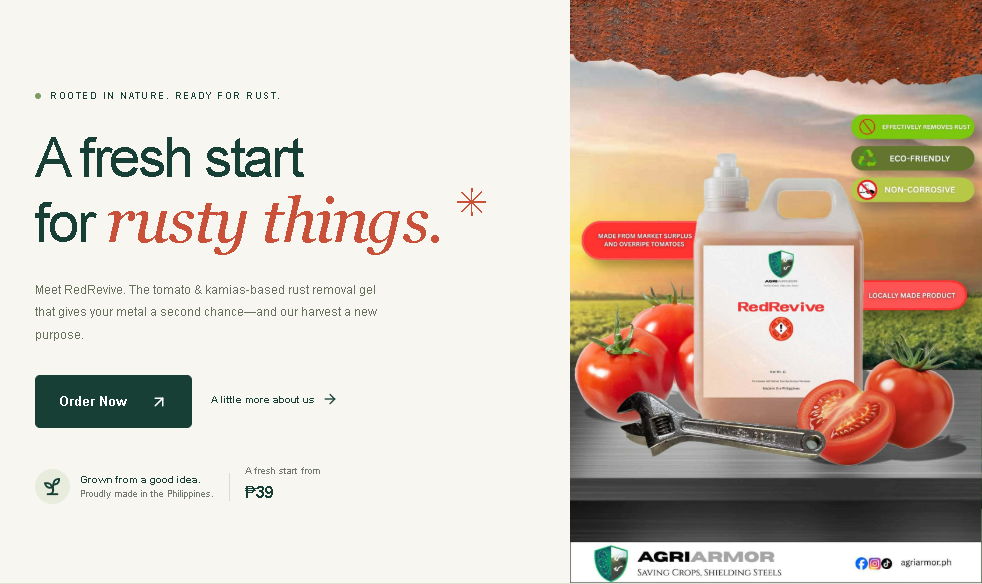 ROOTED IN NATURE. READY FOR RUST.
A fresh start
for rusty things.
Meet RedRevive. The tomato & kamias-based rust removal gel
that gives your metal a second chance—and our harvest a new
purpose.
Order Now
A little more about us
Grown from a good idea.
Proudly made in the Philippines.
A fresh start from
₱39
EFFECTIVELY REMOVES RUST
ECO-FRIENDLY
NON-CORROSIVE
MADE FROM MARKET SURPLUS
AND OVERRIPE TOMATOES
LOCALLY MADE PRODUCT
AGRIARMOR
RedRevive
AGRIARMOR
SAVING CROPS, SHIELDING STEELS
agriarmor.ph